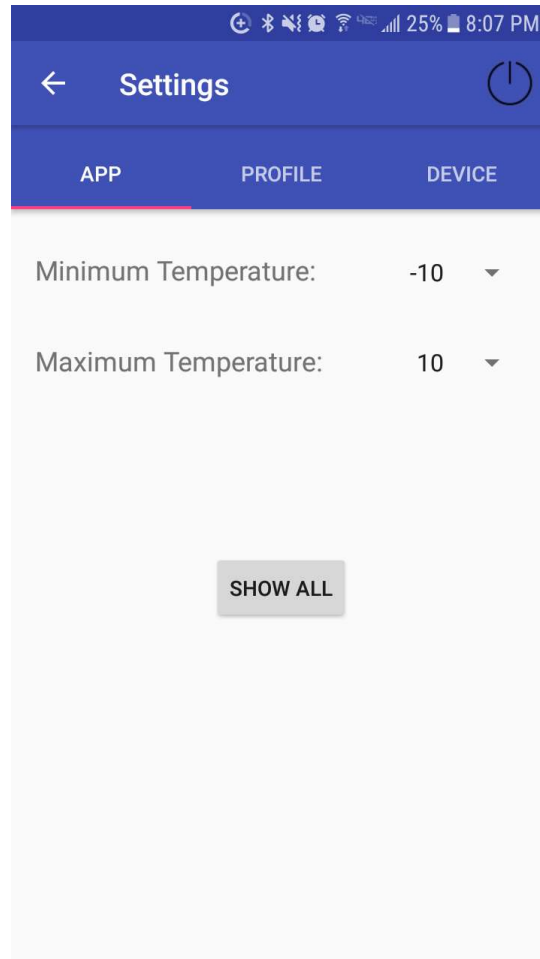 25% 8:07 PM
Settings
APP PROFILE DEVICE
Minimum Temperature: -10
Maximum Temperature: 10
SHOW ALL